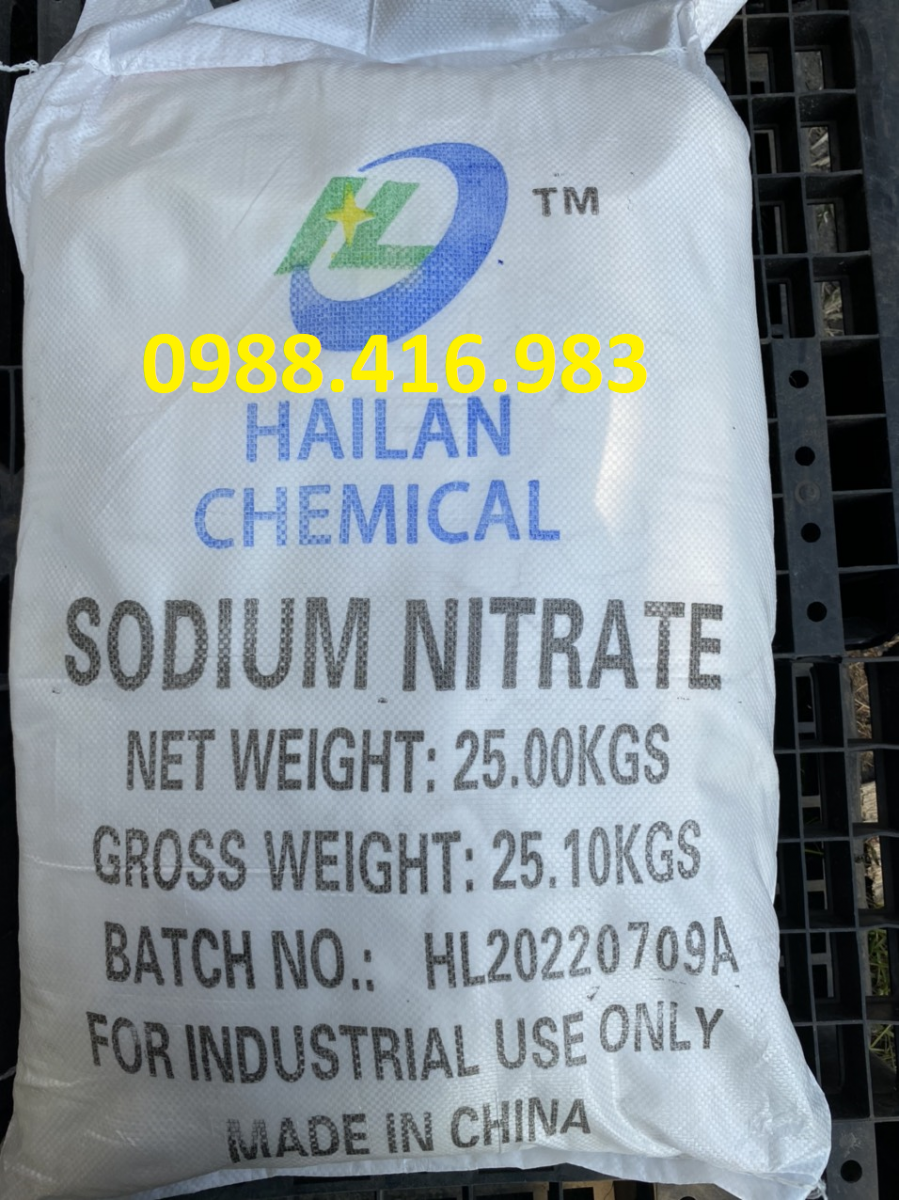 HL
TM
0988.416.983
HAILAN
CHEMICAL
SODIUM NITRATE
NET WEIGHT: 25.00KGS
GROSS WEIGHT: 25.10KGS
BATCH NO.: HL20220709A
FOR INDUSTRIAL USE ONLY
MADE IN CHINA